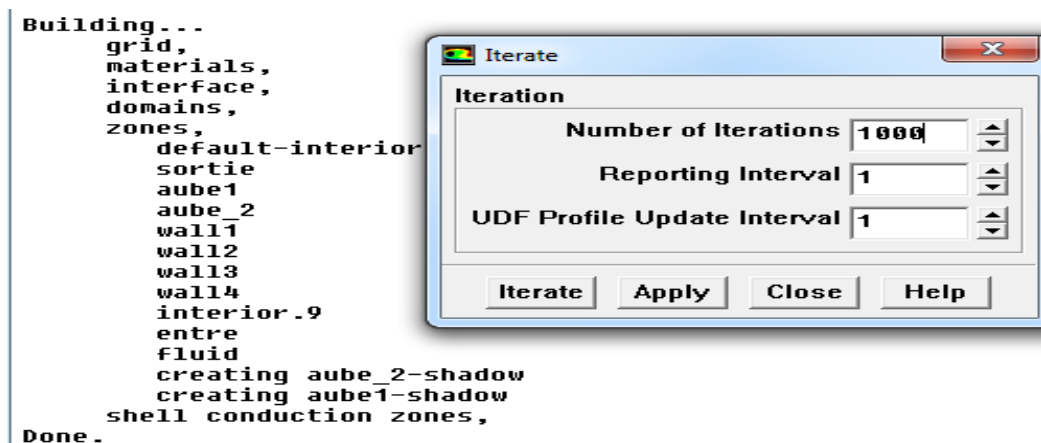 Building...
grid,
materials,
interface,
domains,
zones,
default-interior
sortie
aube1
aube_2
wall1
wall2
wall3
wall4
interior.9
entre
fluid
creating aube_2-shadow
creating aube1-shadow
shell conduction zones,
Done.
Iterate
Iteration
Number of Iterations 1000
Reporting Interval 1
UDF Profile Update Interval 1
Iterate Apply Close Help